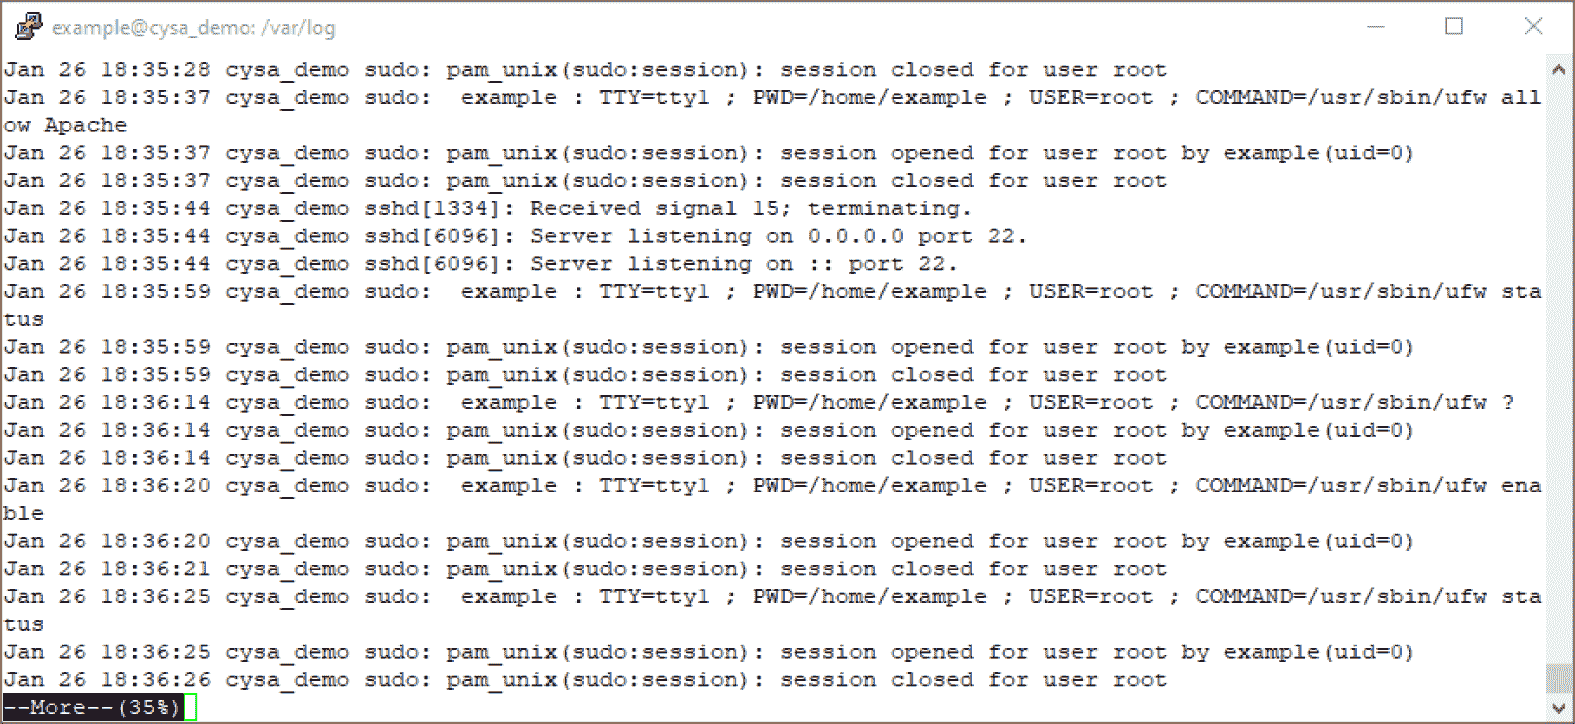 example@cysa_demo: /var/log
Jan 26 18:35:28 cysa_demo sudo: pam_unix(sudo:session): session closed for user root
Jan 26 18:35:37 cysa_demo sudo:  example : TTY=tty1 ; PWD=/home/example ; USER=root ; COMMAND=/usr/sbin/ufw all
ow Apache
Jan 26 18:35:37 cysa_demo sudo: pam_unix(sudo:session): session opened for user root by example(uid=0)
Jan 26 18:35:37 cysa_demo sudo: pam_unix(sudo:session): session closed for user root
Jan 26 18:35:44 cysa_demo sshd[1334]: Received signal 15; terminating.
Jan 26 18:35:44 cysa_demo sshd[6096]: Server listening on 0.0.0.0 port 22.
Jan 26 18:35:44 cysa_demo sshd[6096]: Server listening on :: port 22.
Jan 26 18:35:59 cysa_demo sudo:  example : TTY=tty1 ; PWD=/home/example ; USER=root ; COMMAND=/usr/sbin/ufw sta
tus
Jan 26 18:35:59 cysa_demo sudo: pam_unix(sudo:session): session opened for user root by example(uid=0)
Jan 26 18:35:59 cysa_demo sudo: pam_unix(sudo:session): session closed for user root
Jan 26 18:36:14 cysa_demo sudo:  example : TTY=tty1 ; PWD=/home/example ; USER=root ; COMMAND=/usr/sbin/ufw ?
Jan 26 18:36:14 cysa_demo sudo: pam_unix(sudo:session): session opened for user root by example(uid=0)
Jan 26 18:36:14 cysa_demo sudo: pam_unix(sudo:session): session closed for user root
Jan 26 18:36:20 cysa_demo sudo:  example : TTY=tty1 ; PWD=/home/example ; USER=root ; COMMAND=/usr/sbin/ufw ena
ble
Jan 26 18:36:20 cysa_demo sudo: pam_unix(sudo:session): session opened for user root by example(uid=0)
Jan 26 18:36:21 cysa_demo sudo: pam_unix(sudo:session): session closed for user root
Jan 26 18:36:25 cysa_demo sudo:  example : TTY=tty1 ; PWD=/home/example ; USER=root ; COMMAND=/usr/sbin/ufw sta
tus
Jan 26 18:36:25 cysa_demo sudo: pam_unix(sudo:session): session opened for user root by example(uid=0)
Jan 26 18:36:26 cysa_demo sudo: pam_unix(sudo:session): session closed for user root
--More--(35%)